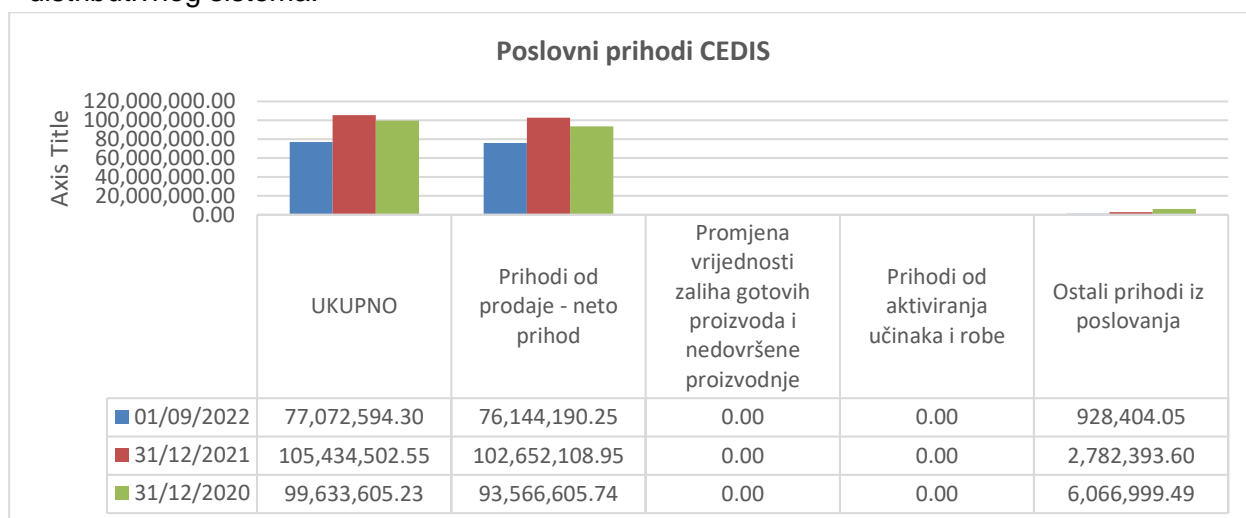 distributivnog sistema.
Poslovni prihodi CEDIS
Axis Title
120,000,000.00
100,000,000.00
80,000,000.00
60,000,000.00
40,000,000.00
20,000,000.00
0.00
UKUPNO
Prihodi od
prodaje - neto
prihod
Promjena
vrijednosti
zaliha gotovih
proizvoda i
nedovršene
proizvodnje
Prihodi od
aktiviranja
učinaka i robe
Ostali prihodi iz
poslovanja
01/09/2022 77,072,594.30 76,144,190.25 0.00 0.00 928,404.05
31/12/2021 105,434,502.55 102,652,108.95 0.00 0.00 2,782,393.60
31/12/2020 99,633,605.23 93,566,605.74 0.00 0.00 6,066,999.49